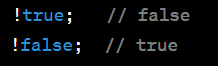 !true;   // false
!false;  // true